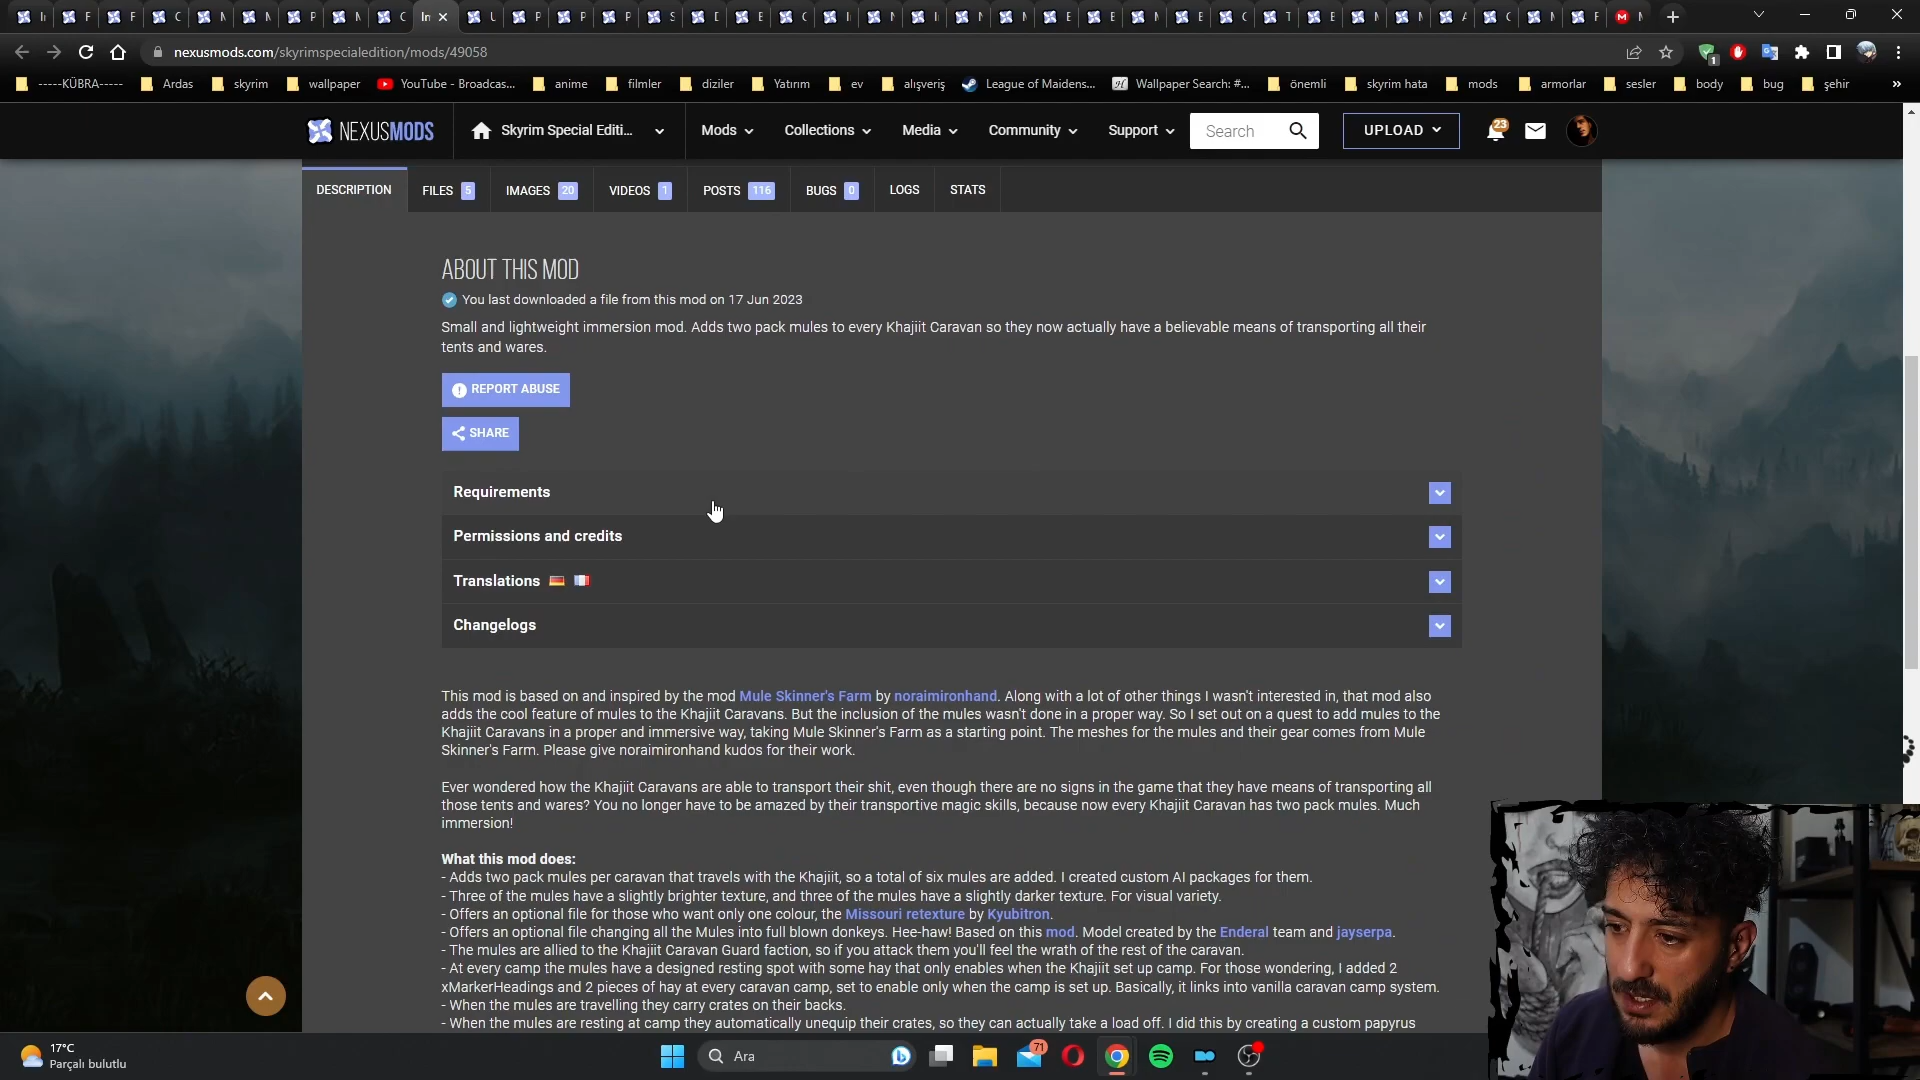 nexusmods.com/skyrimspecialedition/mods/49058
-----KÜBRA-----
Ardas
skyrim
wallpaper
YouTube - Broadcas...
anime
filmler
diziler
Yatırım
ev
alışveriş
League of Maidens...
Wallpaper Search: #...
önemli
skyrim hata
mods
armorlar
sesler
body
bug
şehir
»
NEXUSMODS
Skyrim Special Editi...
Mods
Collections
Media
Community
Support
Search
UPLOAD
23
DESCRIPTION
FILES 5
IMAGES 20
VIDEOS 1
POSTS 116
BUGS 0
LOGS
STATS
ABOUT THIS MOD
You last downloaded a file from this mod on 17 Jun 2023
Small and lightweight immersion mod. Adds two pack mules to every Khajiit Caravan so they now actually have a believable means of transporting all their
tents and wares.
REPORT ABUSE
SHARE
Requirements
Permissions and credits
Translations
Changelogs
This mod is based on and inspired by the mod Mule Skinner's Farm by noraimironhand. Along with a lot of other things I wasn't interested in, that mod also
adds the cool feature of mules to the Khajiit Caravans. But the inclusion of the mules wasn't done in a proper way. So I set out on a quest to add mules to the
Khajiit Caravans in a proper and immersive way, taking Mule Skinner's Farm as a starting point. The meshes for the mules and their gear comes from Mule
Skinner's Farm. Please give noraimironhand kudos for their work.
Ever wondered how the Khajiit Caravans are able to transport their shit, even though there are no signs in the game that they have means of transporting all
those tents and wares? You no longer have to be amazed by their transportive magic skills, because now every Khajiit Caravan has two pack mules. Much
immersion!
What this mod does:
- Adds two pack mules per caravan that travels with the Khajiit, so a total of six mules are added. I created custom AI packages for them.
- Three of the mules have a slightly brighter texture, and three of the mules have a slightly darker texture. For visual variety.
- Offers an optional file for those who want only one colour, the Missouri retexture by Kyubitron.
- Offers an optional file changing all the Mules into full blown donkeys. Hee-haw! Based on this mod. Model created by the Enderal team and jayserpa.
- The mules are allied to the Khajiit Caravan Guard faction, so if you attack them you'll feel the wrath of the rest of the caravan.
- At every camp the mules have a designed resting spot with some hay that only enables when the Khajiit set up camp. For those wondering, I added 2
xMarkerHeadings and 2 pieces of hay at every caravan camp, set to enable only when the camp is set up. Basically, it links into vanilla caravan camp system.
- When the mules are travelling they carry crates on their backs.
- When the mules are resting at camp they automatically unequip their crates, so they can actually take a load off. I did this by creating a custom papyrus
17°C
Parçalı bulutlu
Ara
71